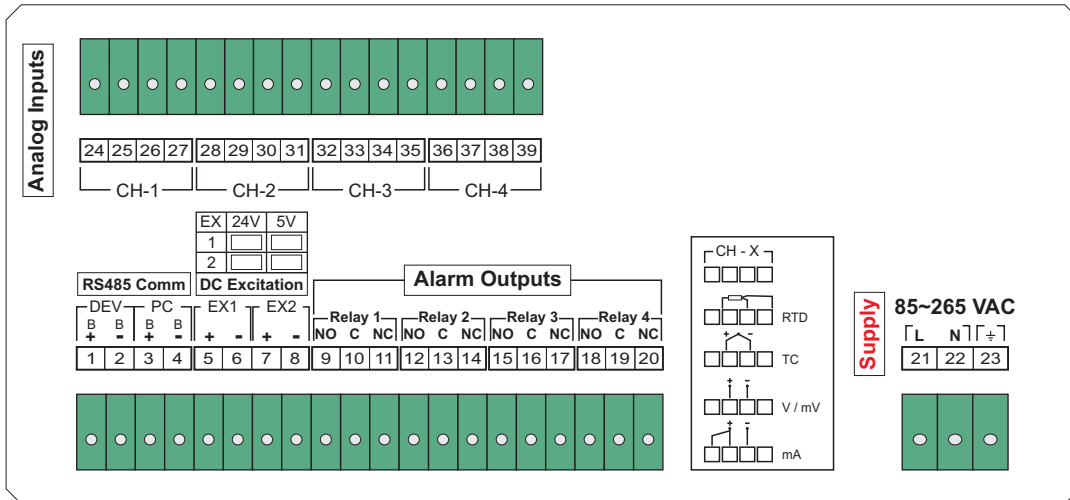 Analog Inputs
24 25 26 27 28 29 30 31 32 33 34 35 36 37 38 39
CH-1 CH-2 CH-3 CH-4
EX 24V 5V
1
2
RS485 Comm DC Excitation Alarm Outputs
DEV PC EX1 EX2
Relay 1 Relay 2 Relay 3 Relay 4
B B B B
+ - + - + - + - NO C NC NO C NC NO C NC NO C NC
1 2 3 4 5 6 7 8 9 10 11 12 13 14 15 16 17 18 19 20
CH - X
RTD
+ -
TC
+ -
V / mV
+ -
mA
Supply
85~265 VAC
L N ⏚
21 22 23